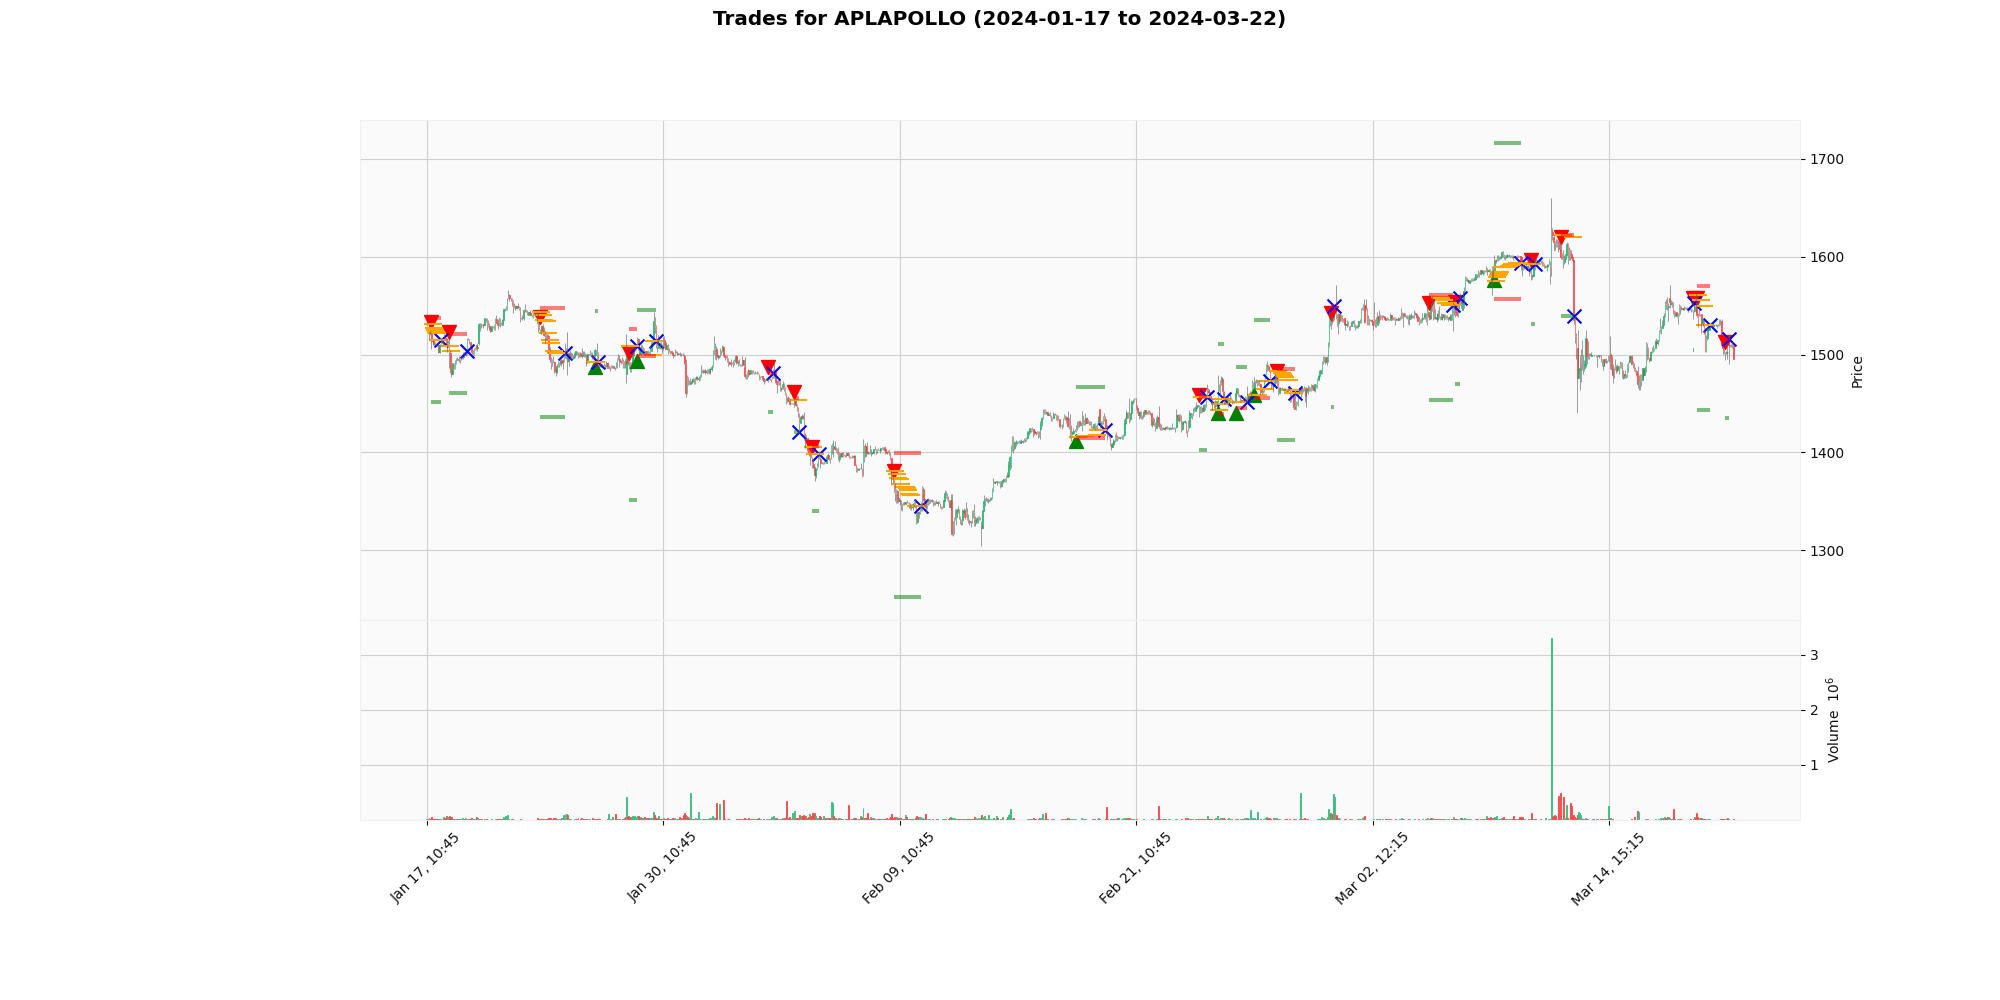 Trades for APLAPOLLO (2024-01-17 to 2024-03-22)
1700
1600
1500
1400
1300
Price
3
2
1
Volume 10^6
Jan 17, 10:45
Jan 30, 10:45
Feb 09, 10:45
Feb 21, 10:45
Mar 02, 12:15
Mar 14, 15:15